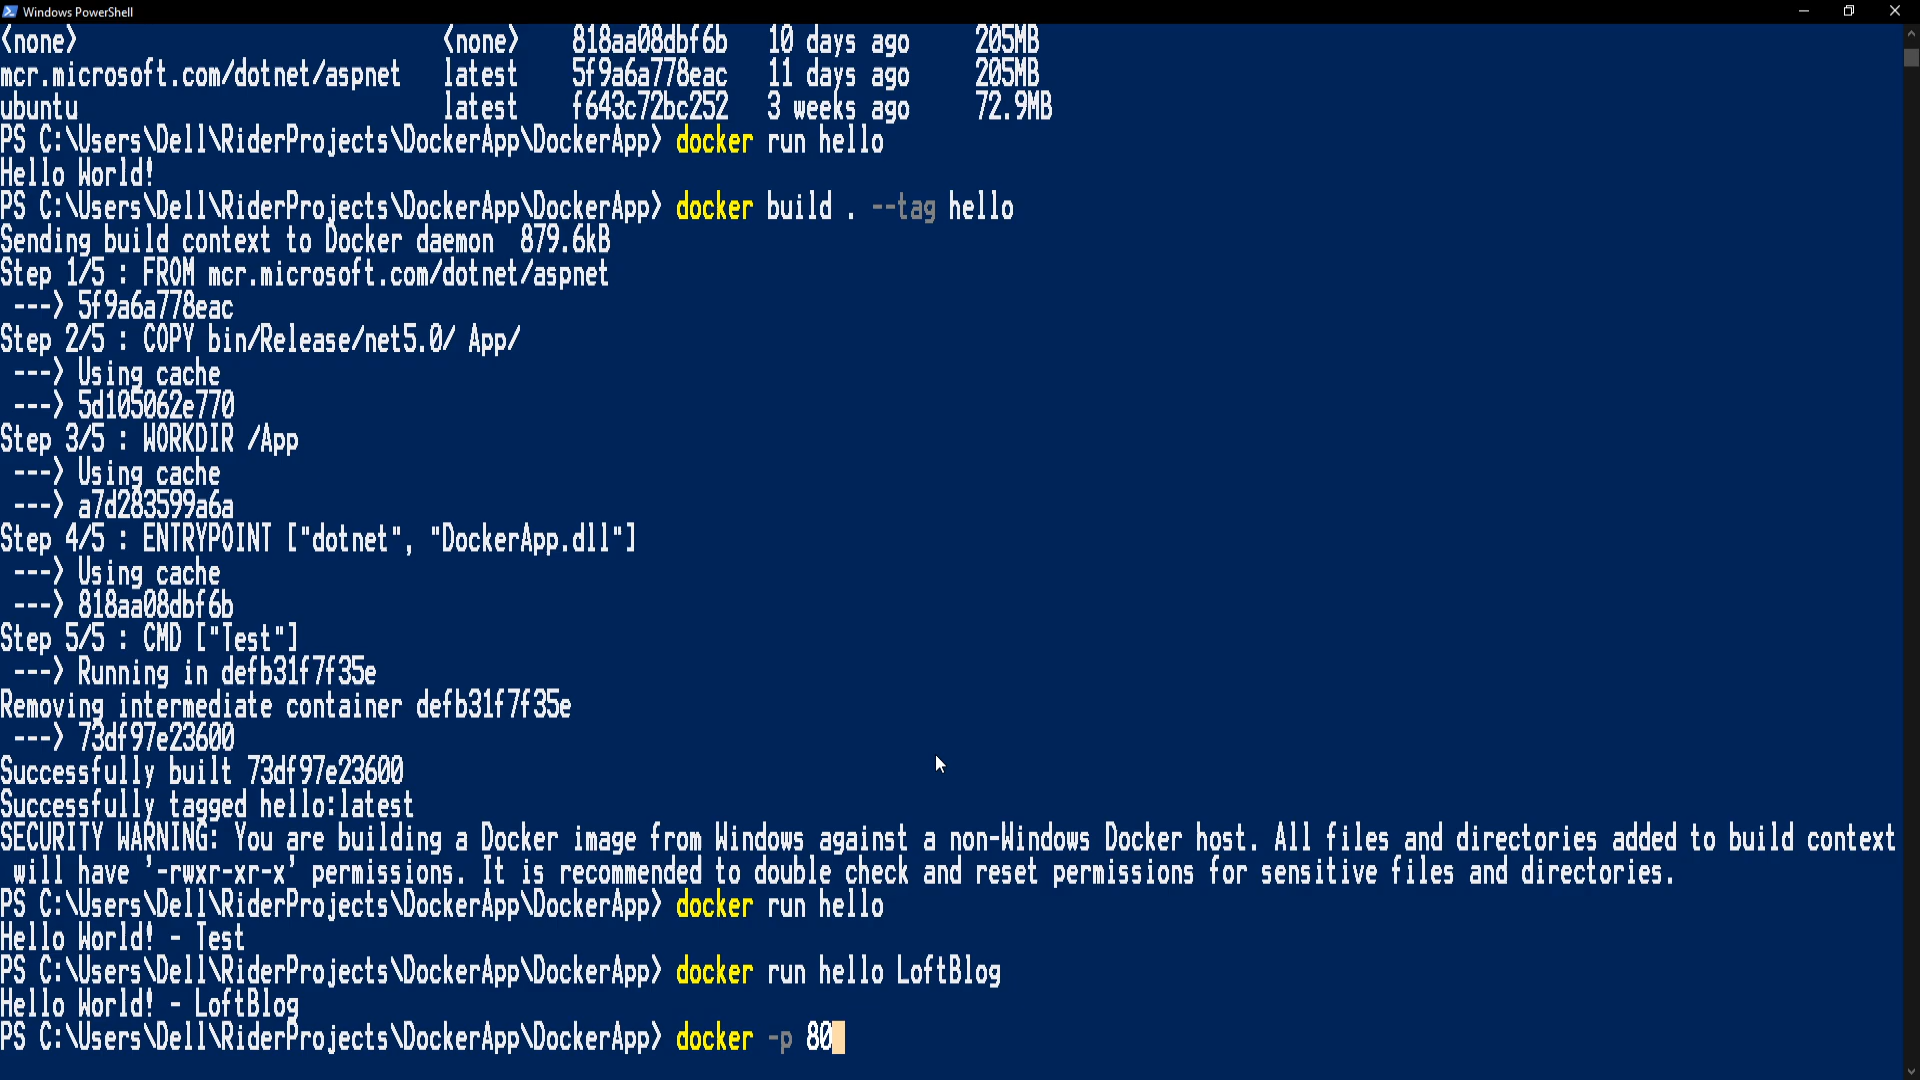 Windows PowerShell
<none> <none> 818aa08dbf6b 10 days ago 205MB
mcr.microsoft.com/dotnet/aspnet latest 5f9a6a778eac 11 days ago 205MB
ubuntu latest f643c72bc252 3 weeks ago 72.9MB
PS C:\Users\Dell\RiderProjects\DockerApp\DockerApp> docker run hello
Hello World!
PS C:\Users\Dell\RiderProjects\DockerApp\DockerApp> docker build . --tag hello
Sending build context to Docker daemon 879.6kB
Step 1/5 : FROM mcr.microsoft.com/dotnet/aspnet
 ---> 5f9a6a778eac
Step 2/5 : COPY bin/Release/net5.0/ App/
 ---> Using cache
 ---> 5d105062e770
Step 3/5 : WORKDIR /App
 ---> Using cache
 ---> a7d283599a6a
Step 4/5 : ENTRYPOINT ["dotnet", "DockerApp.dll"]
 ---> Using cache
 ---> 818aa08dbf6b
Step 5/5 : CMD ["Test"]
 ---> Running in defb31f7f35e
Removing intermediate container defb31f7f35e
 ---> 73df97e23600
Successfully built 73df97e23600
Successfully tagged hello:latest
SECURITY WARNING: You are building a Docker image from Windows against a non-Windows Docker host. All files and directories added to build context
 will have '-rwxr-xr-x' permissions. It is recommended to double check and reset permissions for sensitive files and directories.
PS C:\Users\Dell\RiderProjects\DockerApp\DockerApp> docker run hello
Hello World! - Test
PS C:\Users\Dell\RiderProjects\DockerApp\DockerApp> docker run hello LoftBlog
Hello World! - LoftBlog
PS C:\Users\Dell\RiderProjects\DockerApp\DockerApp> docker -p 80